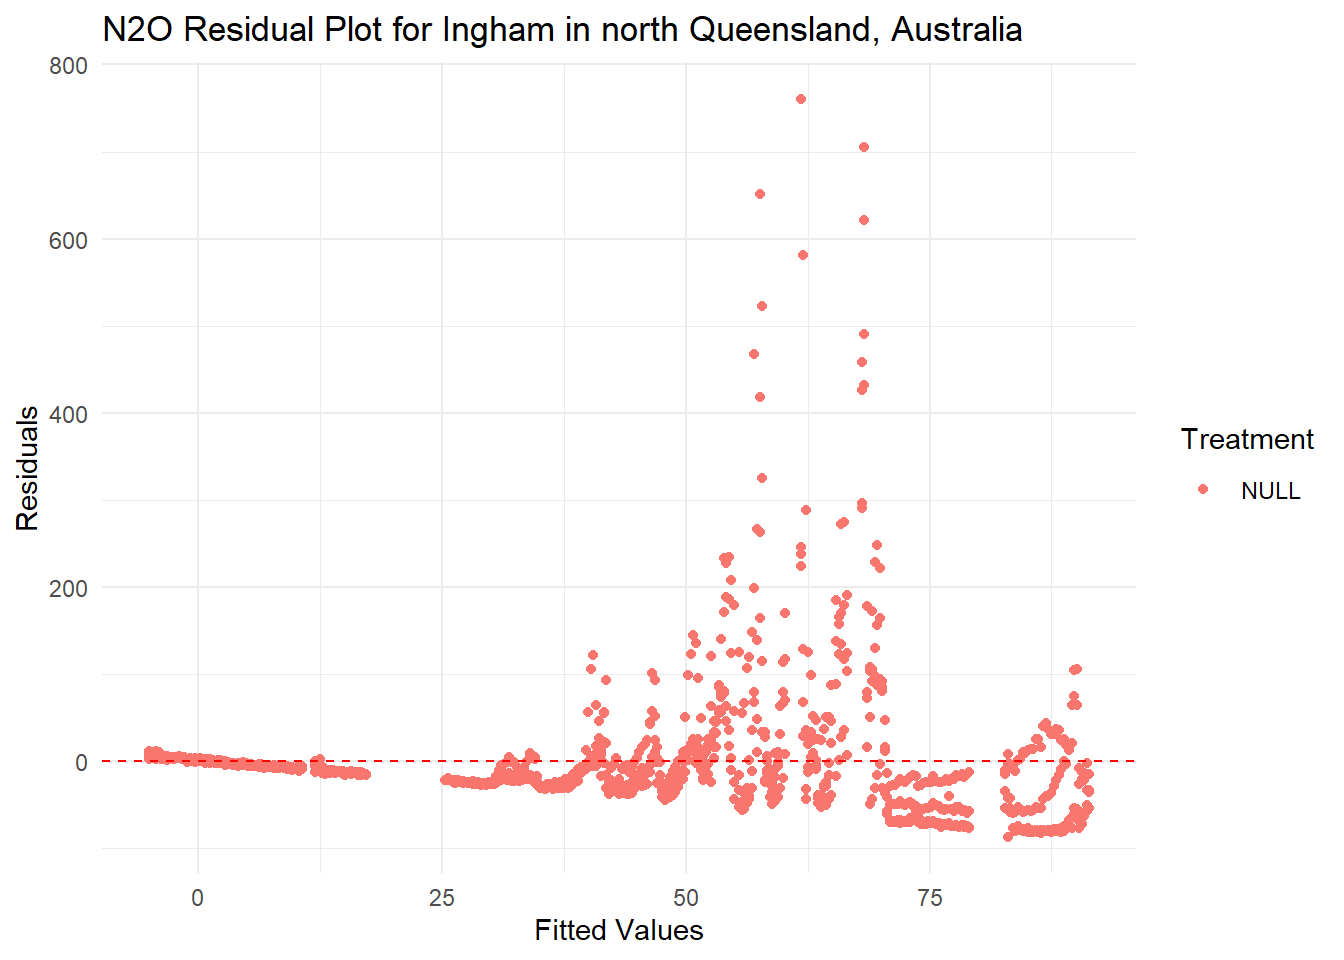 N2O Residual Plot for Ingham in north Queensland, Australia
800
600
400
200
0
Residuals
0
25
50
75
Fitted Values
Treatment
NULL